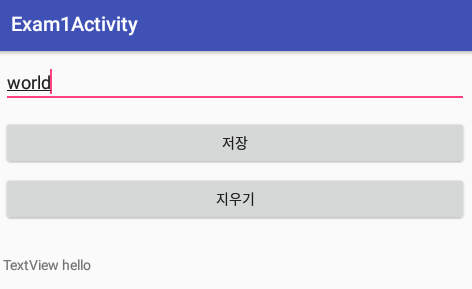 Exam1Activity
world
저장
지우기
TextView hello